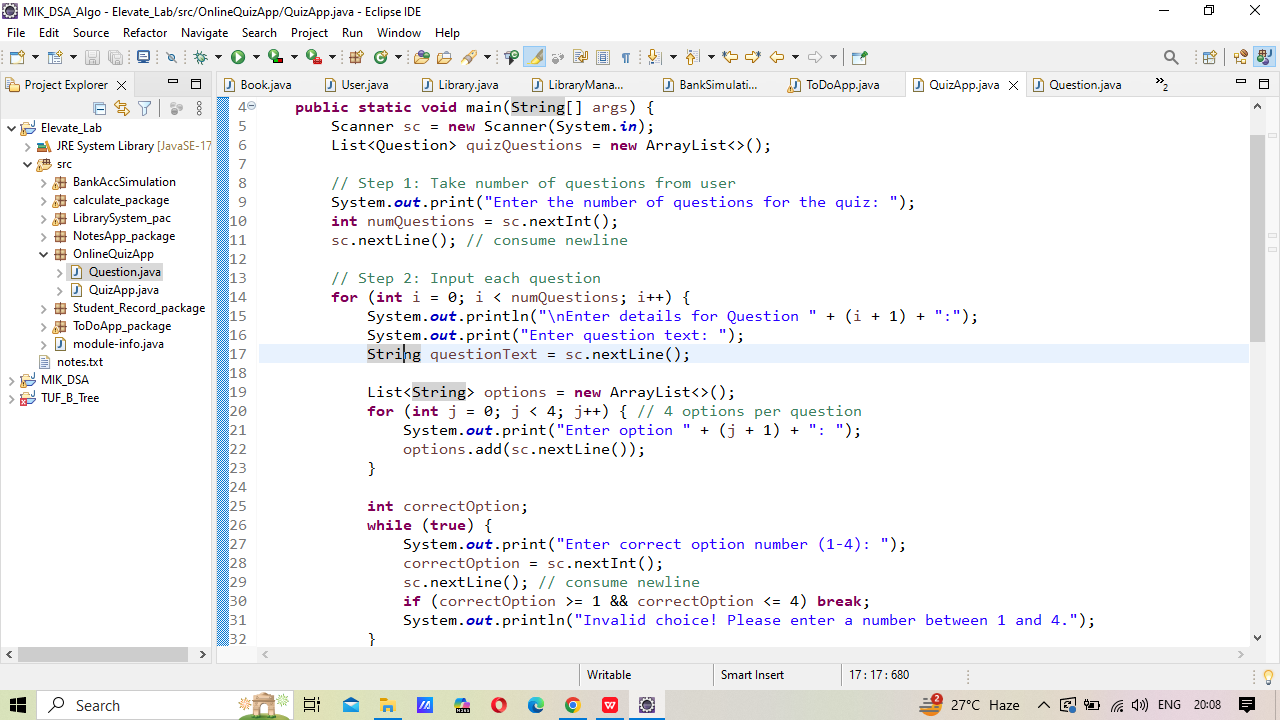 MIK_DSA_Algo - Elevate_Lab/src/OnlineQuizApp/QuizApp.java - Eclipse IDE
File Edit Source Refactor Navigate Search Project Run Window Help
Project Explorer
Book.java User.java Library.java LibraryMana... BankSimulati... ToDoApp.java QuizApp.java Question.java »2
Elevate_Lab
JRE System Library [JavaSE-17
src
BankAccSimulation
calculate_package
LibrarySystem_pac
NotesApp_package
OnlineQuizApp
Question.java
QuizApp.java
Student_Record_package
ToDoApp_package
module-info.java
notes.txt
MIK_DSA
TUF_B_Tree
4 public static void main(String[] args) {
5 Scanner sc = new Scanner(System.in);
6 List<Question> quizQuestions = new ArrayList<>();
7
8 // Step 1: Take number of questions from user
9 System.out.print("Enter the number of questions for the quiz: ");
10 int numQuestions = sc.nextInt();
11 sc.nextLine(); // consume newline
12
13 // Step 2: Input each question
14 for (int i = 0; i < numQuestions; i++) {
15 System.out.println("\nEnter details for Question " + (i + 1) + ":");
16 System.out.print("Enter question text: ");
17 String questionText = sc.nextLine();
18
19 List<String> options = new ArrayList<>();
20 for (int j = 0; j < 4; j++) { // 4 options per question
21 System.out.print("Enter option " + (j + 1) + ": ");
22 options.add(sc.nextLine());
23 }
24
25 int correctOption;
26 while (true) {
27 System.out.print("Enter correct option number (1-4): ");
28 correctOption = sc.nextInt();
29 sc.nextLine(); // consume newline
30 if (correctOption >= 1 && correctOption <= 4) break;
31 System.out.println("Invalid choice! Please enter a number between 1 and 4.");
32 }
Writable Smart Insert 17 : 17 : 680
Search 2 27°C Haze ENG 20:08